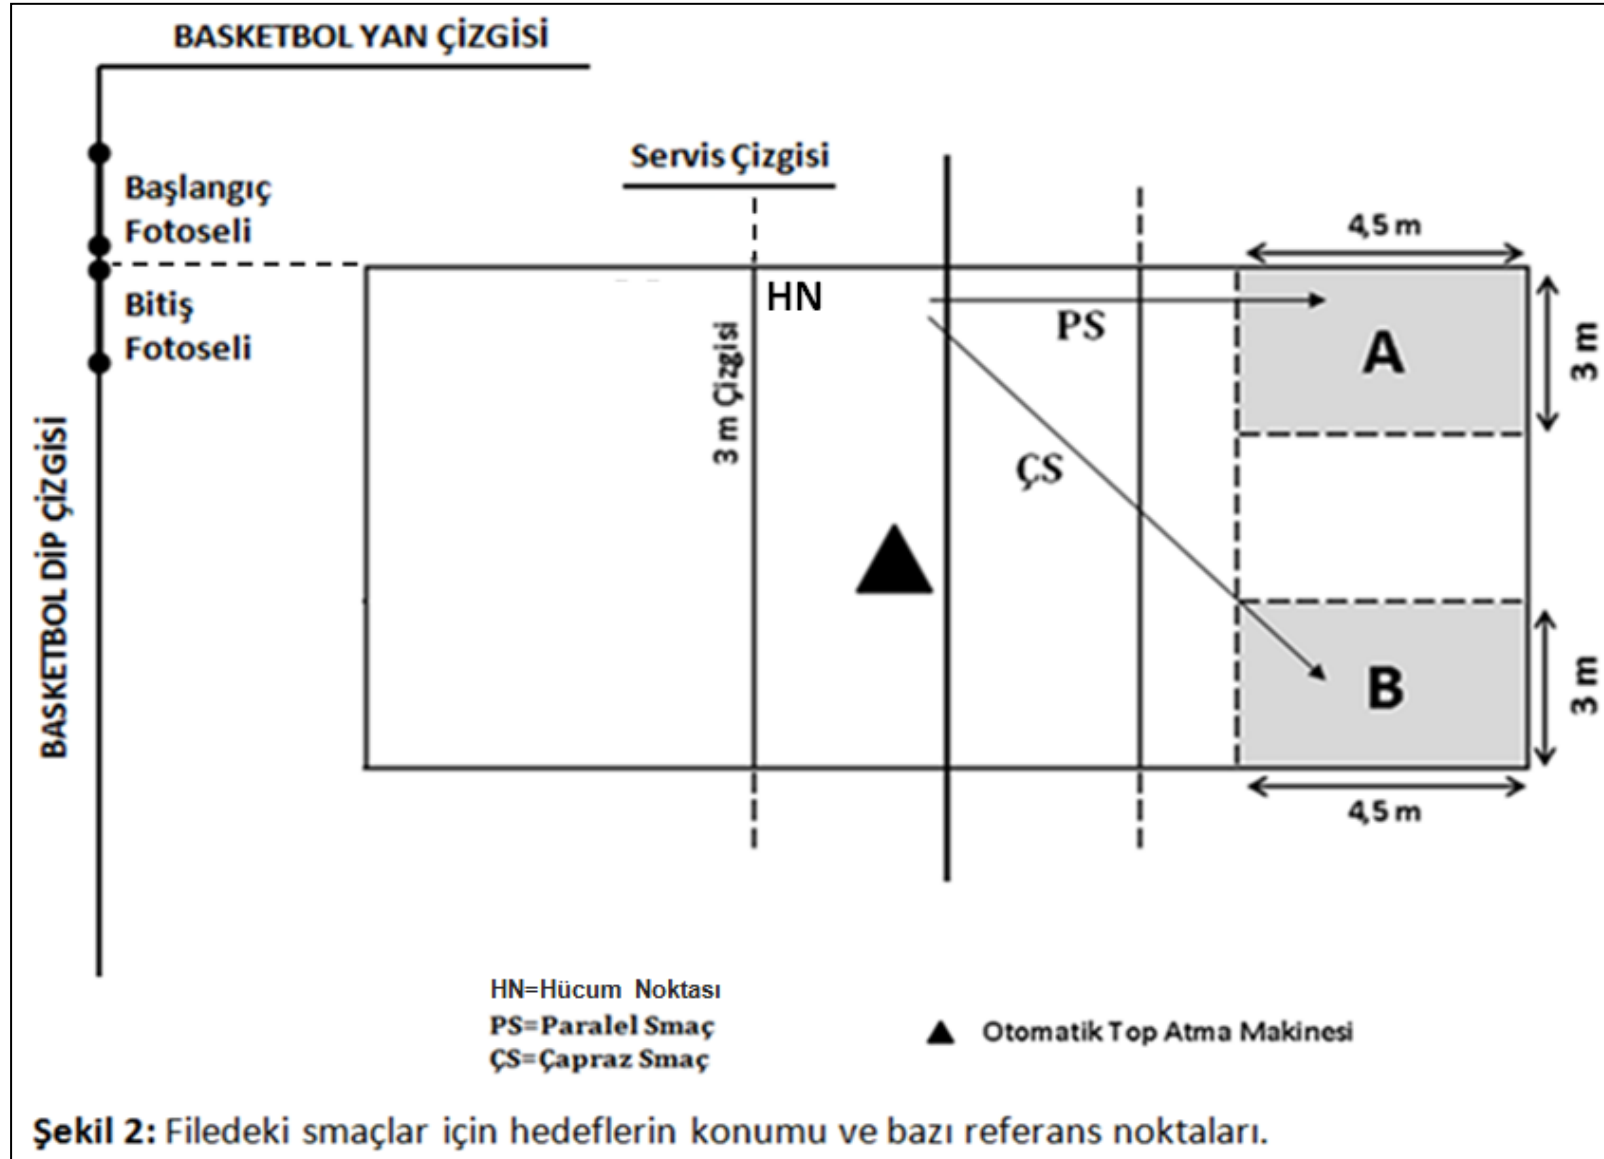 BASKETBOL YAN ÇİZGİSİ
Servis Çizgisi
Başlangıç
Fotoseli
Bitiş
Fotoseli
BASKETBOL DİP ÇİZGİSİ
3 m Çizgisi
HN
PS
ÇS
4,5 m
A
3 m
B
3 m
4,5 m
HN=Hücum Noktası
PS=Paralel Smaç
ÇS=Çapraz Smaç
Otomatik Top Atma Makinesi
Şekil 2: Filedeki smaçlar için hedeflerin konumu ve bazı referans noktaları.